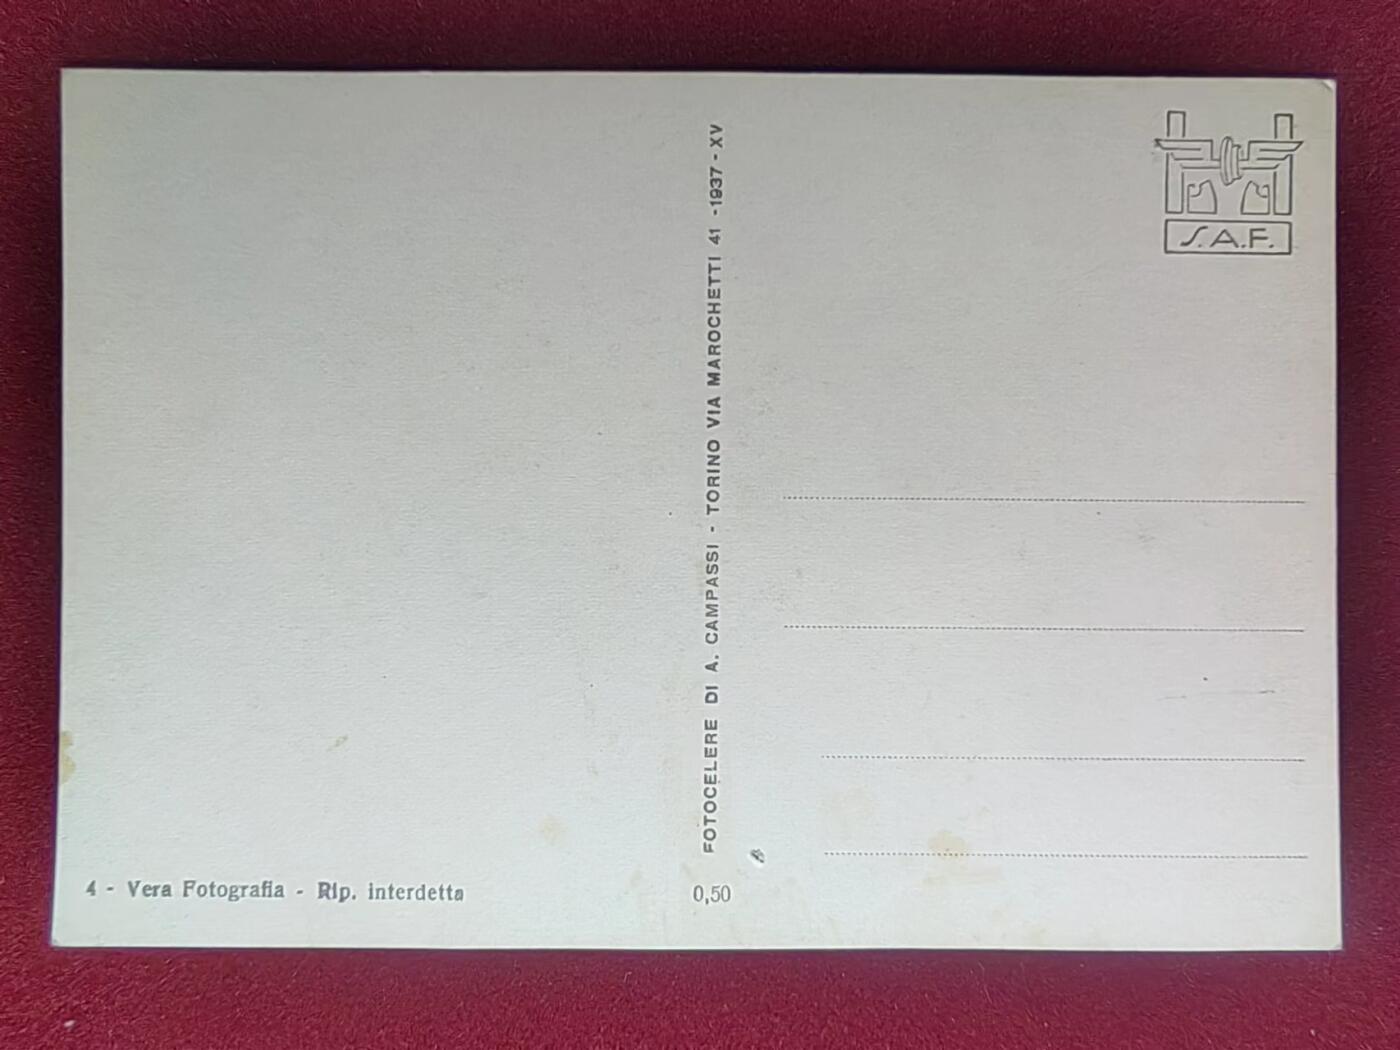 S.A.F.
FOTOCELERE DI A. CAMPASSI - TORINO VIA MAROCHETTI 41 -1937 - XV
4 - Vera Fotografia - Rip. interdetta
0,50